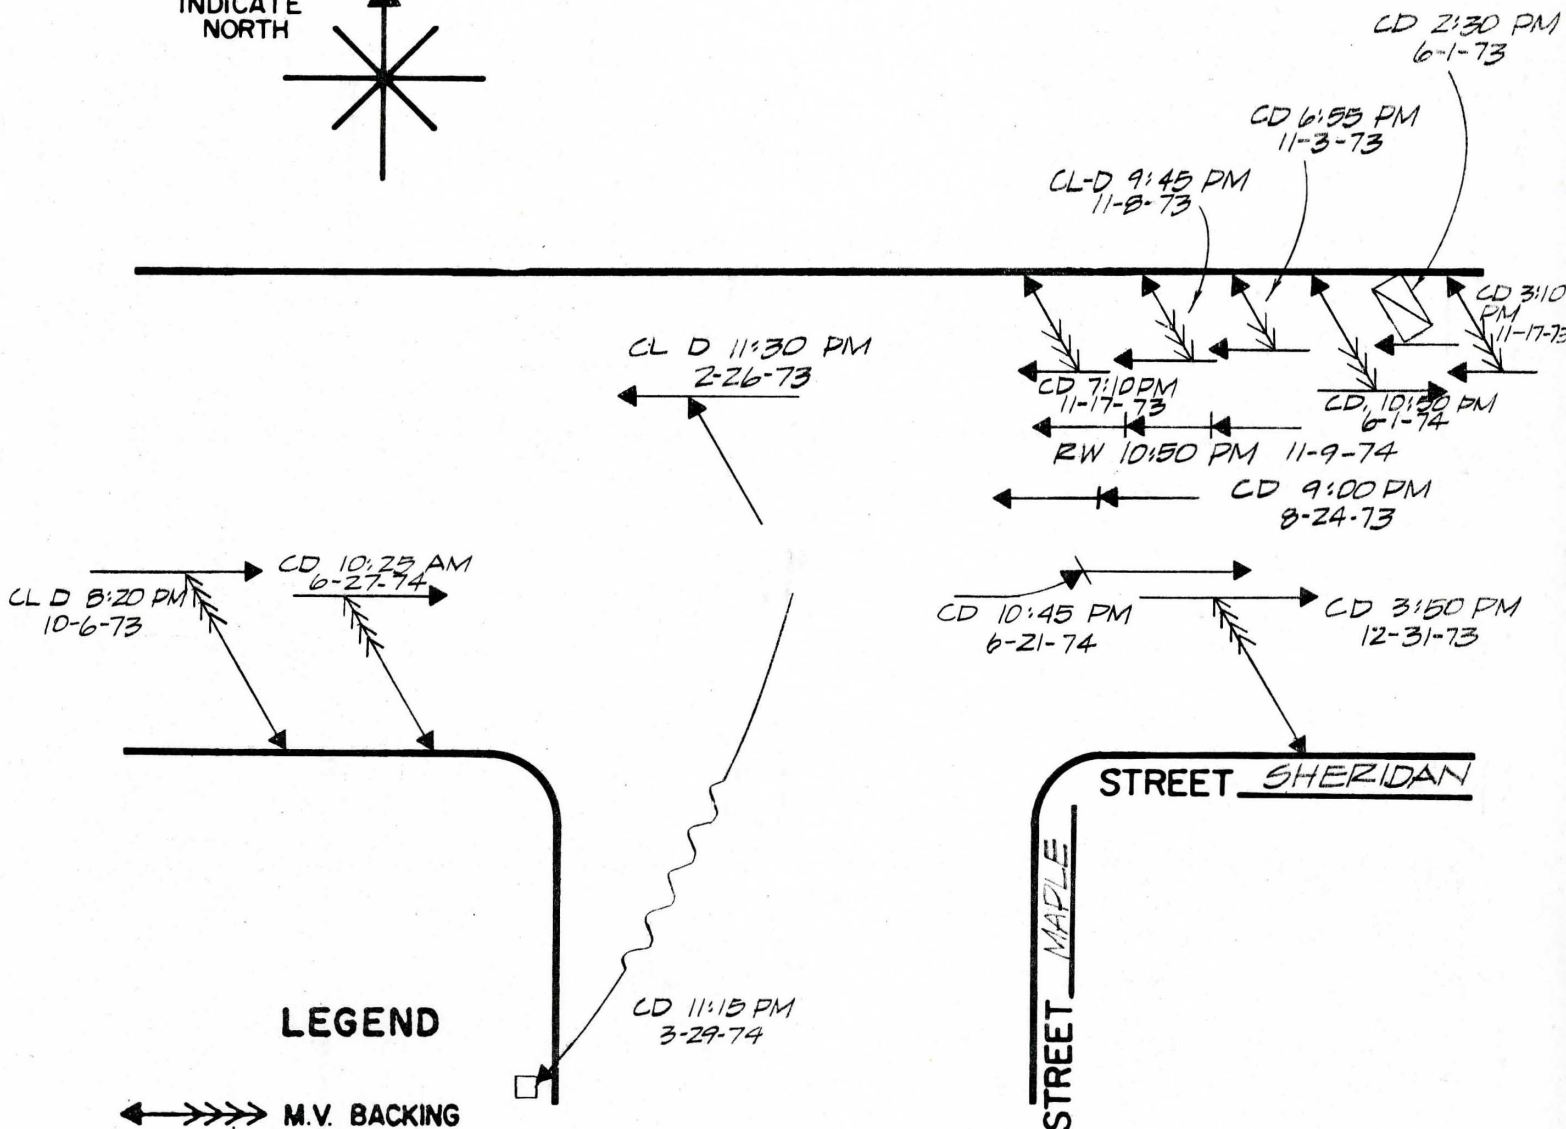 INDICATE
NORTH
CD 2:30 PM
6-1-73
CD 6:55 PM
11-3-73
CL-D 9:45 PM
11-8-73
CD 3:10
PM
11-17-73
CL D 11:30 PM
2-26-73
CD 7:10 PM
11-17-73
CD. 10:50 PM
6-1-74
RW 10:50 PM 11-9-74
CD 9:00 PM
8-24-73
CL D 8:20 PM
10-6-73
CD 10:25 AM
6-27-74
CD 10:45 PM
6-21-74
CD 3:50 PM
12-31-73
STREET SHERIDAN
STREET MAPLE
CD 11:15 PM
3-29-74
LEGEND
M.V. BACKING